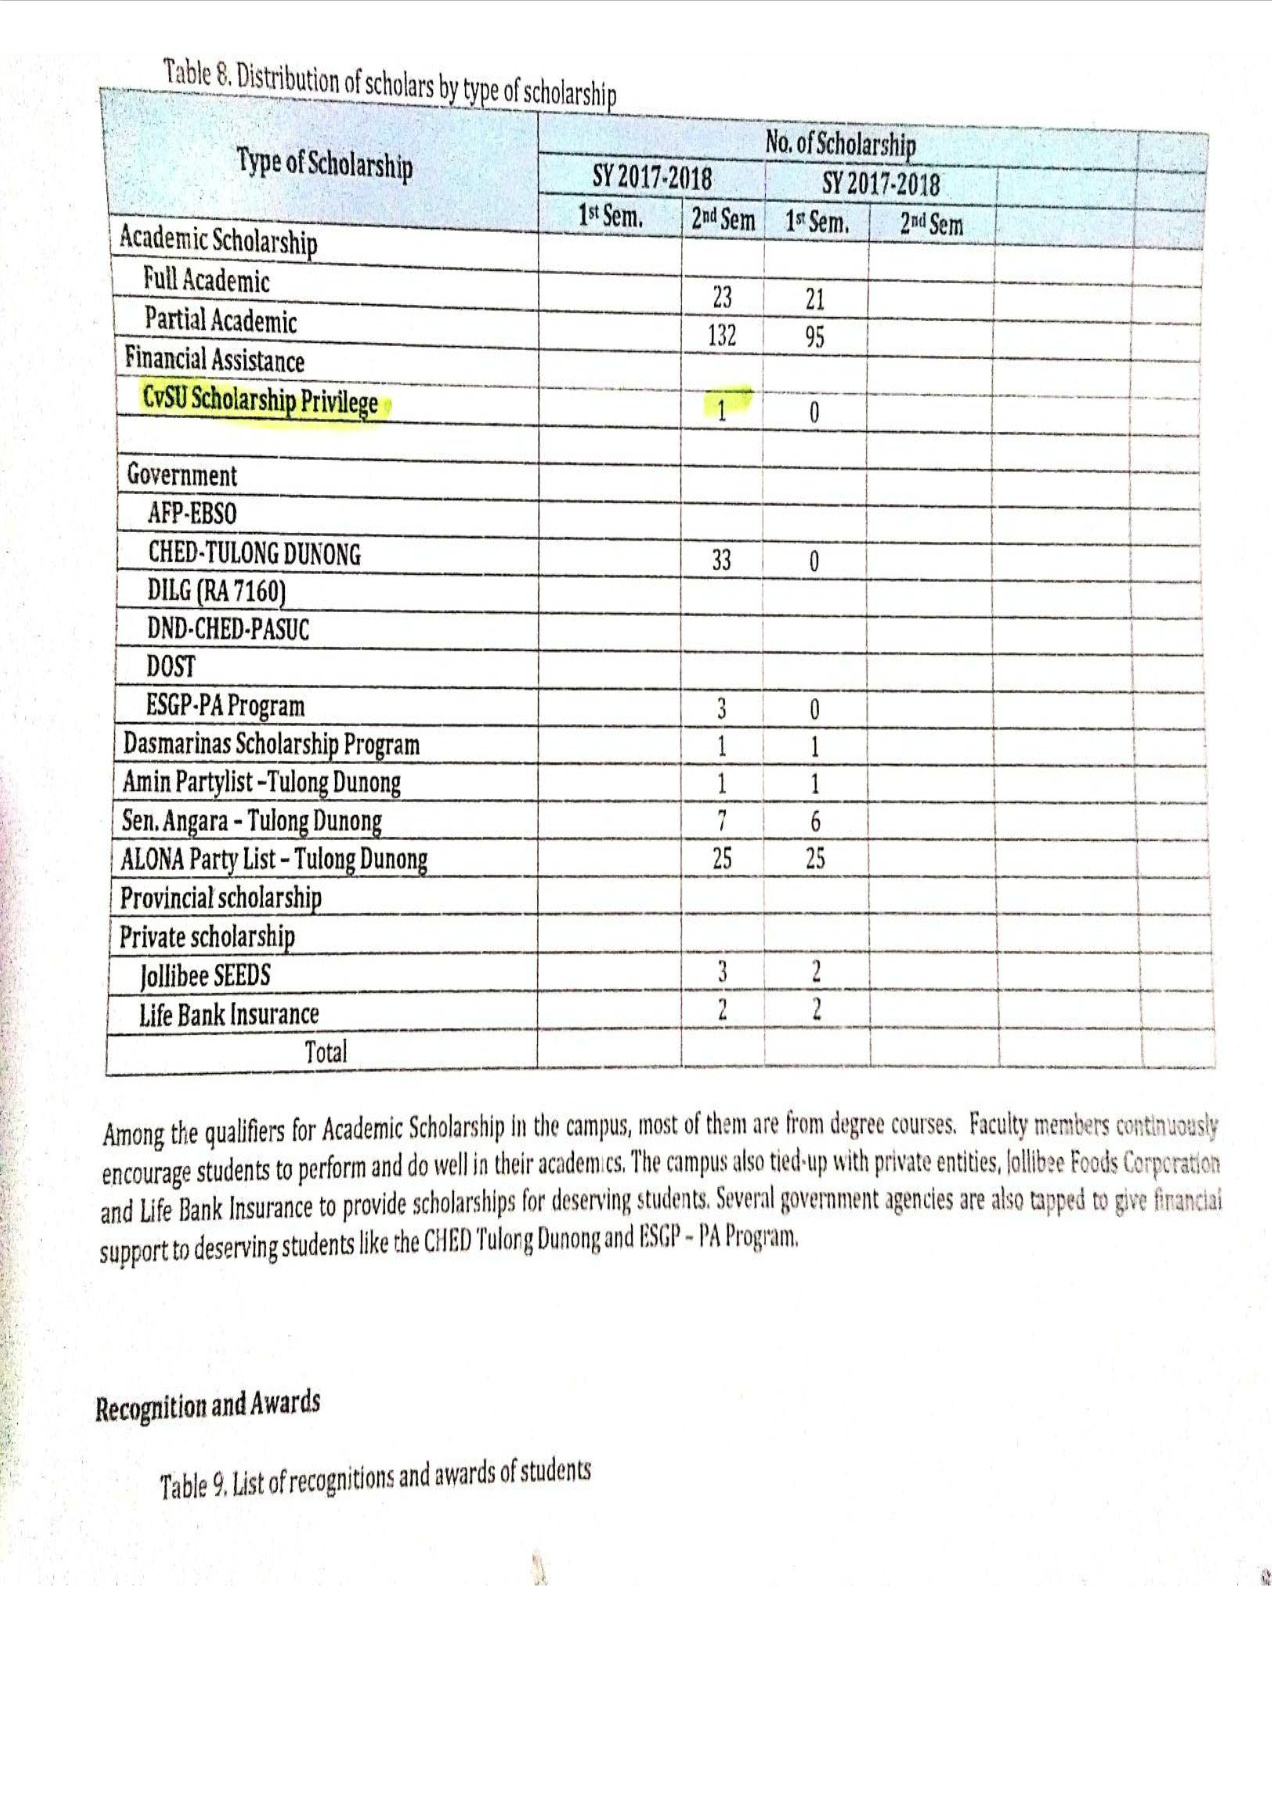 Table 8. Distribution of scholars by type of scholarship
Type of Scholarship
No. of Scholarship
SY 2017-2018 SY 2017-2018
1st Sem. 2nd Sem 1st Sem. 2nd Sem
Academic Scholarship
Full Academic 23 21
Partial Academic 132 95
Financial Assistance
CvSU Scholarship Privilege 1 0
Government
AFP-EBSO
CHED-TULONG DUNONG 33 0
DILG (RA 7160)
DND-CHED-PASUC
DOST
ESGP-PA Program 3 0
Dasmarinas Scholarship Program 1 1
Amin Partylist -Tulong Dunong 1 1
Sen. Angara - Tulong Dunong 7 6
ALONA Party List - Tulong Dunong 25 25
Provincial scholarship
Private scholarship
Jollibee SEEDS 3 2
Life Bank Insurance 2 2
Total
Among the qualifiers for Academic Scholarship in the campus, most of them are from degree courses. Faculty members continuously
encourage students to perform and do well in their academics. The campus also tied-up with private entities, Jollibee Foods Corporation
and Life Bank Insurance to provide scholarships for deserving students. Several government agencies are also tapped to give financial
support to deserving students like the CHED Tulong Dunong and ESGP - PA Program.
Recognition and Awards
Table 9. List of recognitions and awards of students